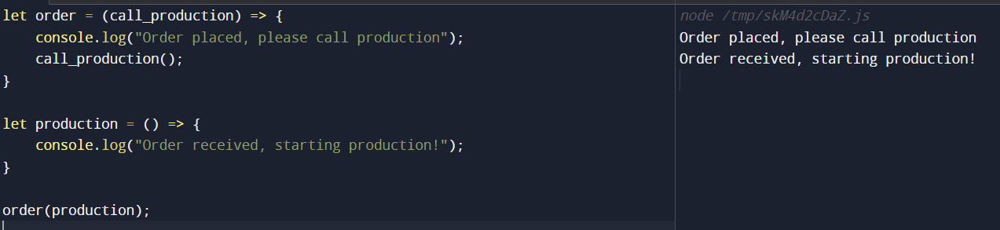 let order = (call_production) => {
    console.log("Order placed, please call production");
    call_production();
}

let production = () => {
    console.log("Order received, starting production!");
}

order(production);
node /tmp/skM4d2cDaZ.js
Order placed, please call production
Order received, starting production!